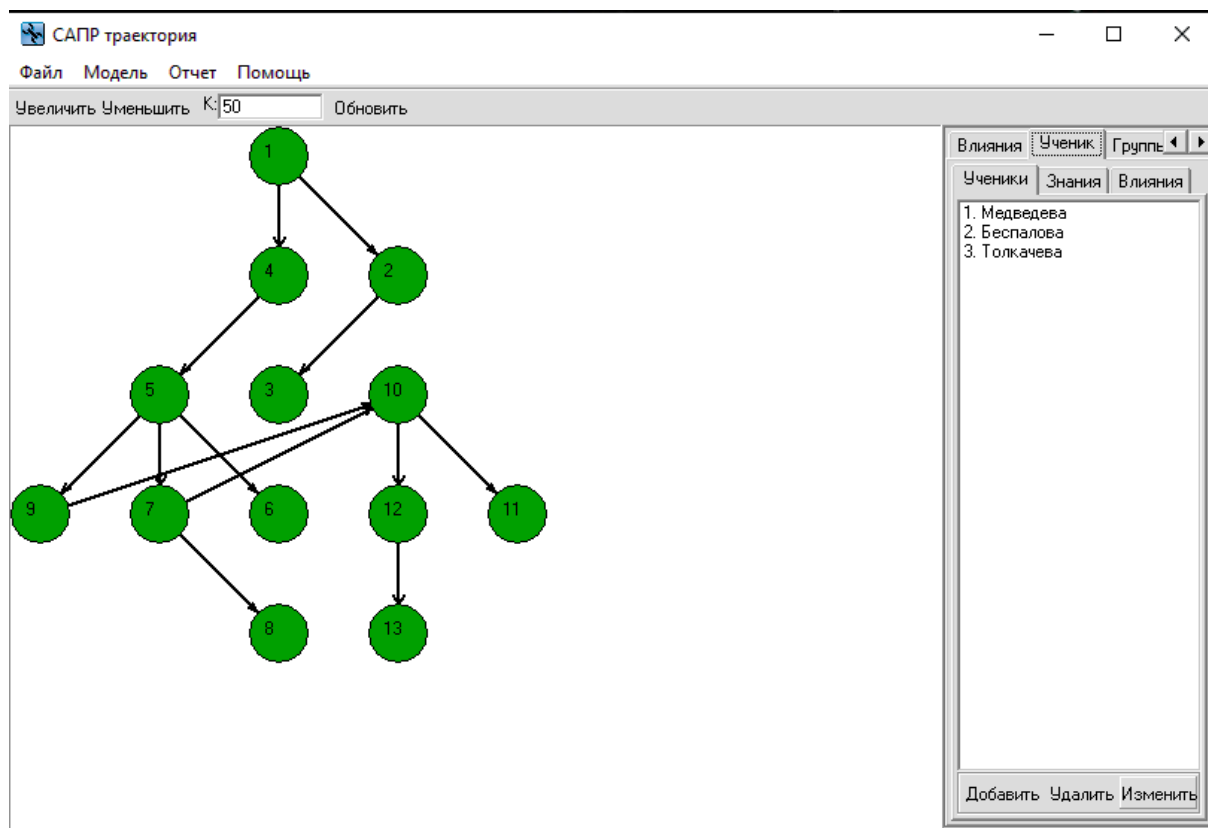 САПР траектория
Файл Модель Отчет Помощь
Увеличить Уменьшить К: 50 Обновить
Влияния Ученик Группы
Ученики Знания Влияния
1. Медведева
2. Беспалова
3. Толкачева
1
4 2
5 3 10
9 7 6 12 11
8 13
Добавить Удалить Изменить